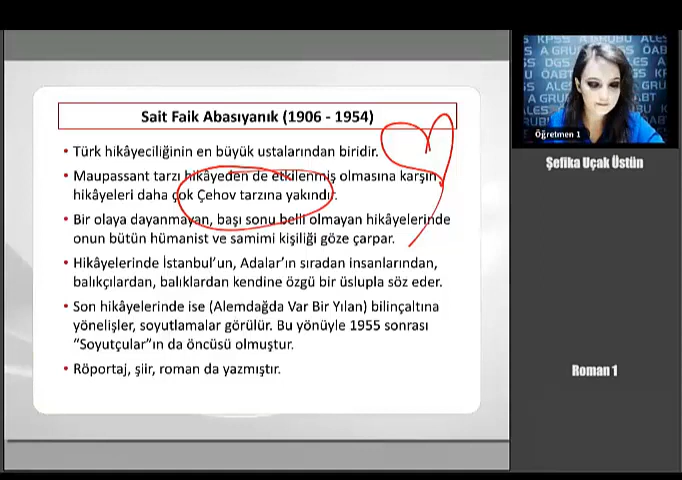 Sait Faik Abasıyanık (1906 - 1954)
• Türk hikâyeciliğinin en büyük ustalarından biridir.
• Maupassant tarzı hikâyeden de etkilenmiş olmasına karşın
hikâyeleri daha çok Çehov tarzına yakındır.
• Bir olaya dayanmayan, başı sonu belli olmayan hikâyelerinde
onun bütün hümanist ve samimi kişiliği göze çarpar.
• Hikâyelerinde İstanbul’un, Adalar’ın sıradan insanlarından,
balıkçılardan, balıklardan kendine özgü bir üslupla söz eder.
• Son hikâyelerinde ise (Alemdağda Var Bir Yılan) bilinçaltına
yönelişler, soyutlamalar görülür. Bu yönüyle 1955 sonrası
“Soyutçular”ın da öncüsü olmuştur.
• Röportaj, şiir, roman da yazmıştır.
Öğretmen 1
Şefika Uçak Üstün
Roman 1